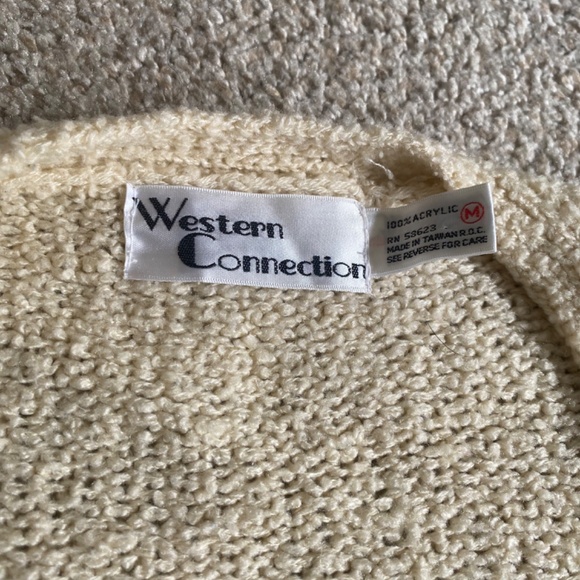 Western
Connection
100% ACRYLIC M
RN 58623
MADE IN TAIWAN R.O.C.
SEE REVERSE FOR CARE